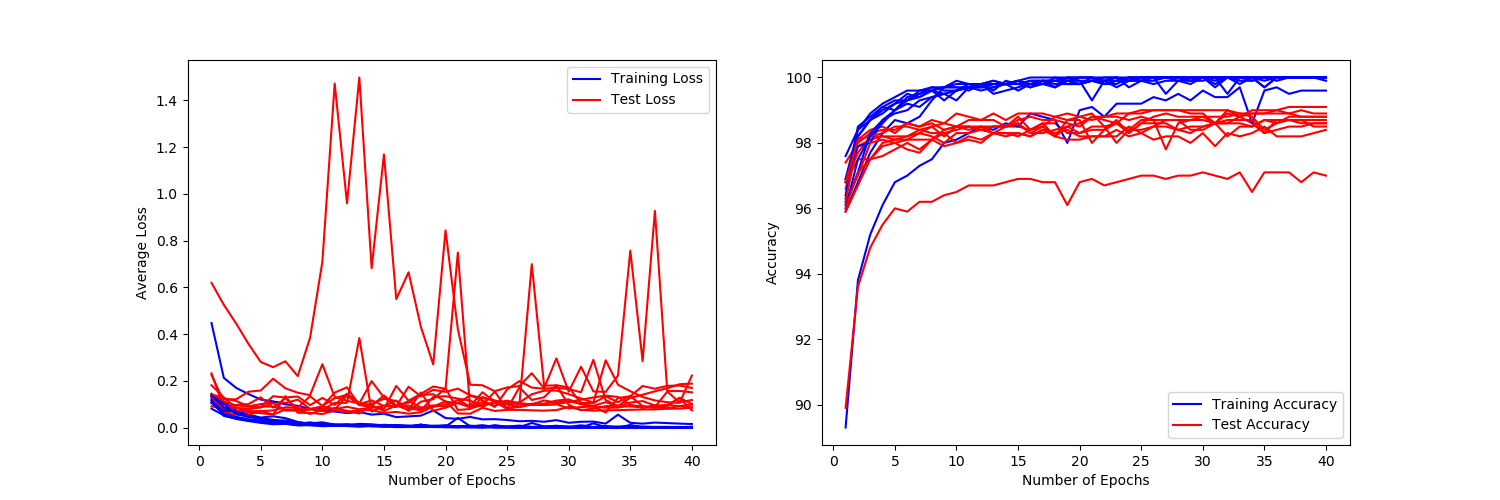 Training Loss
Test Loss
1.4
1.2
1.0
0.8
0.6
0.4
0.2
0.0
Average Loss
0 5 10 15 20 25 30 35 40
Number of Epochs
100
98
96
94
92
90
Accuracy
Training Accuracy
Test Accuracy
0 5 10 15 20 25 30 35 40
Number of Epochs